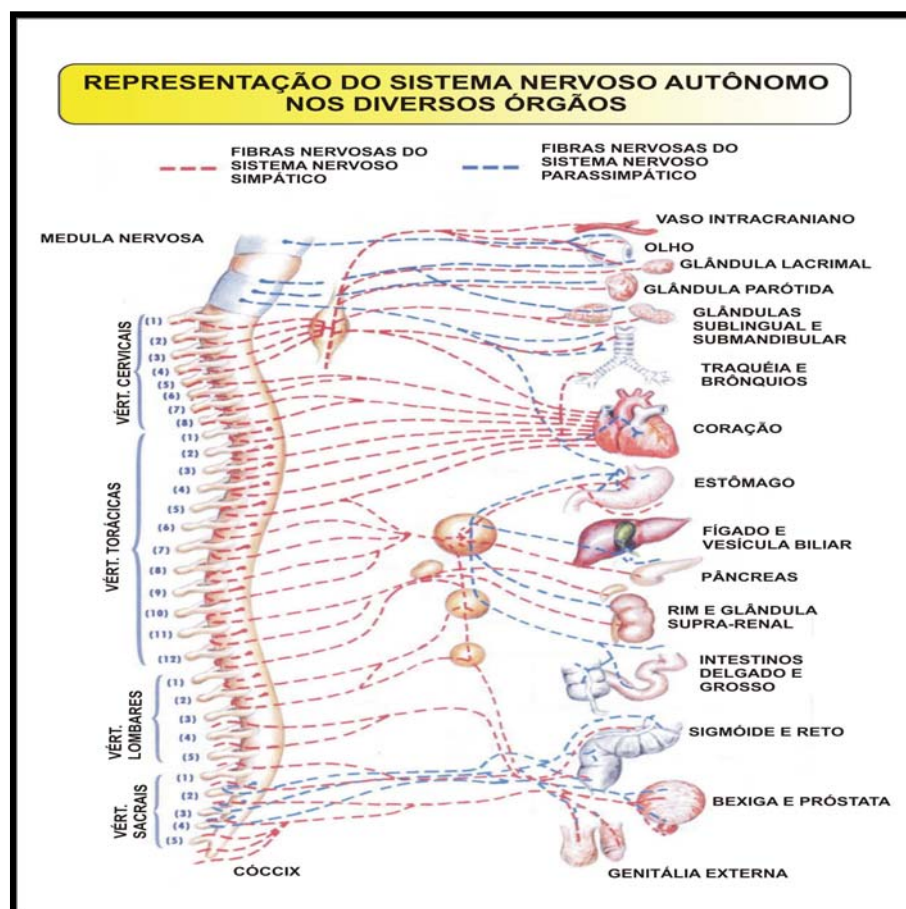 REPRESENTAÇÃO DO SISTEMA NERVOSO AUTÔNOMO
NOS DIVERSOS ÓRGÃOS
FIBRAS NERVOSAS DO
SISTEMA NERVOSO
SIMPÁTICO
FIBRAS NERVOSAS DO
SISTEMA NERVOSO
PARASSIMPÁTICO
MEDULA NERVOSA
VASO INTRACRANIANO
OLHO
GLÂNDULA LACRIMAL
GLÂNDULA PARÓTIDA
GLÂNDULAS
SUBLINGUAL E
SUBMANDIBULAR
TRAQUÉIA E
BRÔNQUIOS
CORAÇÃO
ESTÔMAGO
FÍGADO E
VESÍCULA BILIAR
PÂNCREAS
RIM E GLÂNDULA
SUPRA-RENAL
INTESTINOS
DELGADO E
GROSSO
SIGMÓIDE E RETO
BEXIGA E PRÓSTATA
GENITÁLIA EXTERNA
VÉRT. CERVICAIS
(1)
(2)
(3)
(4)
(5)
(6)
(7)
(8)
VÉRT. TORÁCICAS
(1)
(2)
(3)
(4)
(5)
(6)
(7)
(8)
(9)
(10)
(11)
(12)
VÉRT.
LOMBARES
(1)
(2)
(3)
(4)
(5)
VÉRT.
SACRAIS
(1)
(2)
(3)
(4)
(5)
CÓCCIX